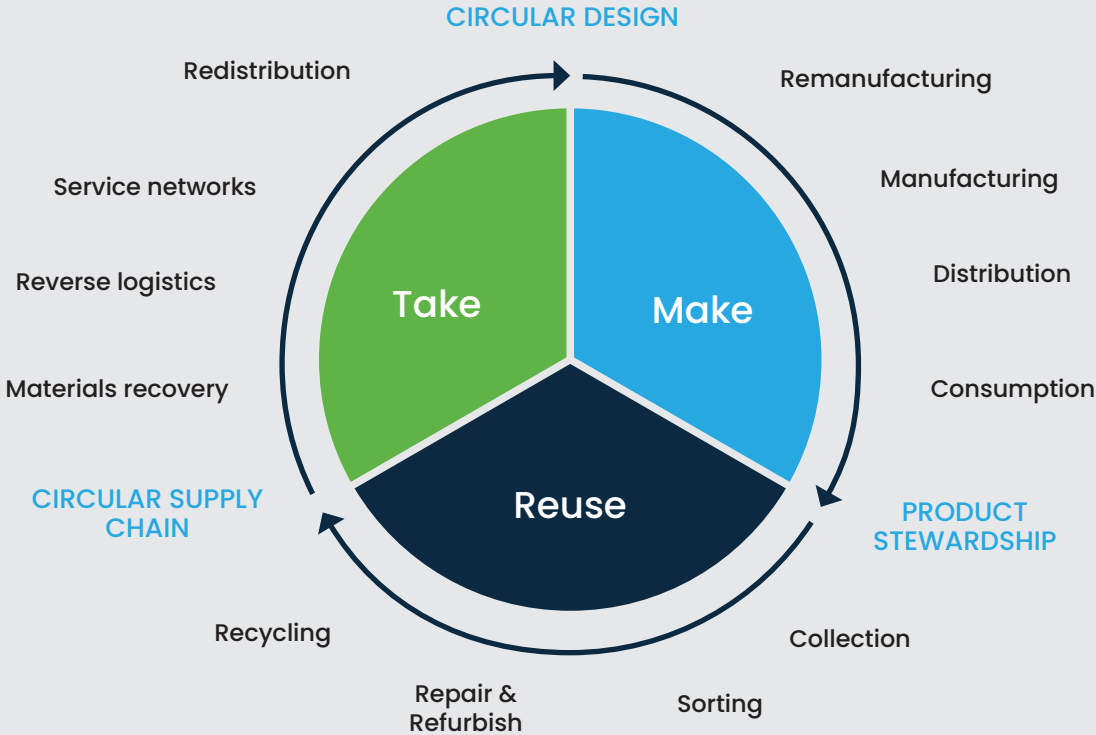 CIRCULAR DESIGN
Redistribution
Remanufacturing
Service networks
Manufacturing
Reverse logistics
Distribution
Take
Make
Materials recovery
Consumption
CIRCULAR SUPPLY
CHAIN
PRODUCT
STEWARDSHIP
Reuse
Recycling
Collection
Repair &
Refurbish
Sorting